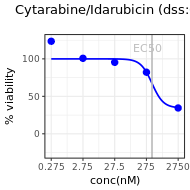 Cytarabine/Idarubicin (dss:
EC50
% viability
100
50
0
0.275 2.75 27.5 275 2750
conc(nM)